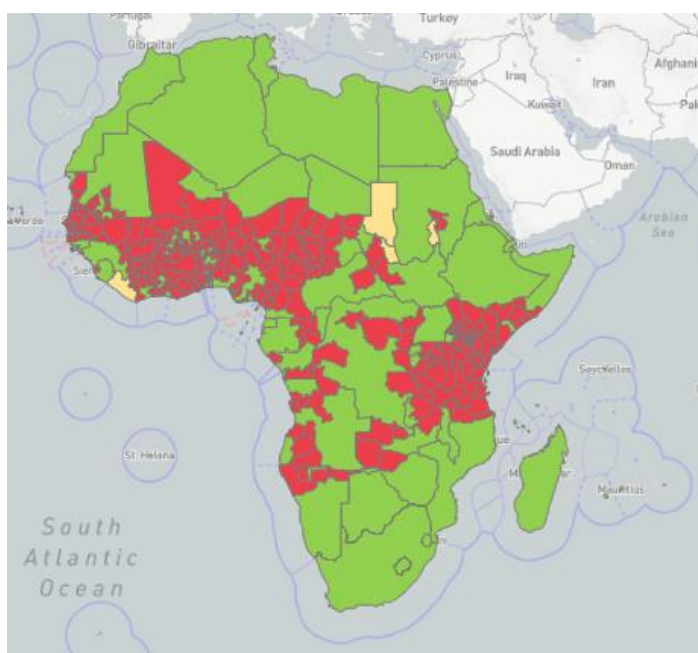 Turkey
Portugal
Gibraltar
Cyprus
Palestine
Iraq
Iran
Afghani
Kuwait
Saudi Arabia
Oman
Arabian
Sea
Seychelles
Mauritius
St Helena
South
Atlantic
Ocean